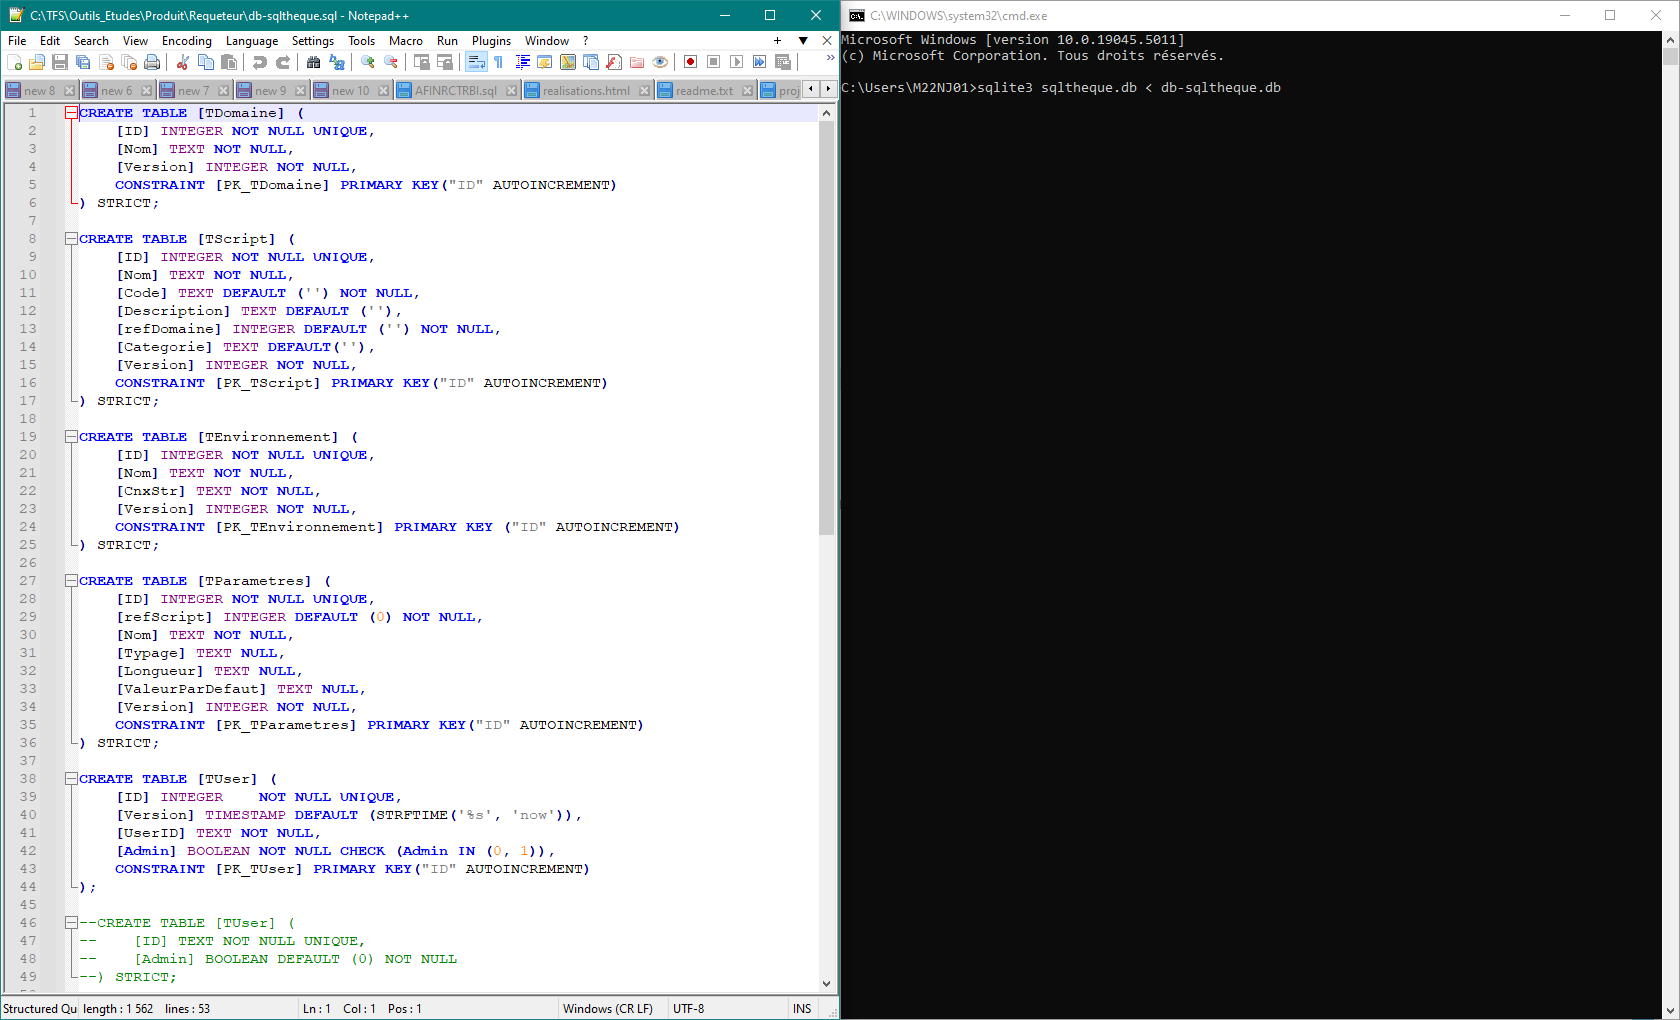 C:\TFS\Outils_Etudes\Produit\Requeteur\db-sqltheque.sql - Notepad++
File Edit Search View Encoding Language Settings Tools Macro Run Plugins Window ?
new 8 new 6 new 7 new 9 new 10 AFINRCTRBI.sql realisations.html readme.txt proj
1 CREATE TABLE [TDomaine] (
2 [ID] INTEGER NOT NULL UNIQUE,
3 [Nom] TEXT NOT NULL,
4 [Version] INTEGER NOT NULL,
5 CONSTRAINT [PK_TDomaine] PRIMARY KEY("ID" AUTOINCREMENT)
6 ) STRICT;
7
8 CREATE TABLE [TScript] (
9 [ID] INTEGER NOT NULL UNIQUE,
10 [Nom] TEXT NOT NULL,
11 [Code] TEXT DEFAULT ('') NOT NULL,
12 [Description] TEXT DEFAULT (''),
13 [refDomaine] INTEGER DEFAULT ('') NOT NULL,
14 [Categorie] TEXT DEFAULT(''),
15 [Version] INTEGER NOT NULL,
16 CONSTRAINT [PK_TScript] PRIMARY KEY("ID" AUTOINCREMENT)
17 ) STRICT;
18
19 CREATE TABLE [TEnvironnement] (
20 [ID] INTEGER NOT NULL UNIQUE,
21 [Nom] TEXT NOT NULL,
22 [CnxStr] TEXT NOT NULL,
23 [Version] INTEGER NOT NULL,
24 CONSTRAINT [PK_TEnvironnement] PRIMARY KEY ("ID" AUTOINCREMENT)
25 ) STRICT;
26
27 CREATE TABLE [TParametres] (
28 [ID] INTEGER NOT NULL UNIQUE,
29 [refScript] INTEGER DEFAULT (0) NOT NULL,
30 [Nom] TEXT NOT NULL,
31 [Typage] TEXT NULL,
32 [Longueur] TEXT NULL,
33 [ValeurParDefaut] TEXT NULL,
34 [Version] INTEGER NOT NULL,
35 CONSTRAINT [PK_TParametres] PRIMARY KEY("ID" AUTOINCREMENT)
36 ) STRICT;
37
38 CREATE TABLE [TUser] (
39 [ID] INTEGER NOT NULL UNIQUE,
40 [Version] TIMESTAMP DEFAULT (STRFTIME('%s', 'now')),
41 [UserID] TEXT NOT NULL,
42 [Admin] BOOLEAN NOT NULL CHECK (Admin IN (0, 1)),
43 CONSTRAINT [PK_TUser] PRIMARY KEY("ID" AUTOINCREMENT)
44 );
45
46 --CREATE TABLE [TUser] (
47 -- [ID] TEXT NOT NULL UNIQUE,
48 -- [Admin] BOOLEAN DEFAULT (0) NOT NULL
49 --) STRICT;
Structured Qu length : 1 562 lines : 53 Ln : 1 Col : 1 Pos : 1 Windows (CR LF) UTF-8 INS
C:\WINDOWS\system32\cmd.exe
Microsoft Windows [version 10.0.19045.5011]
(c) Microsoft Corporation. Tous droits réservés.
C:\Users\M22NJ01>sqlite3 sqltheque.db < db-sqltheque.db